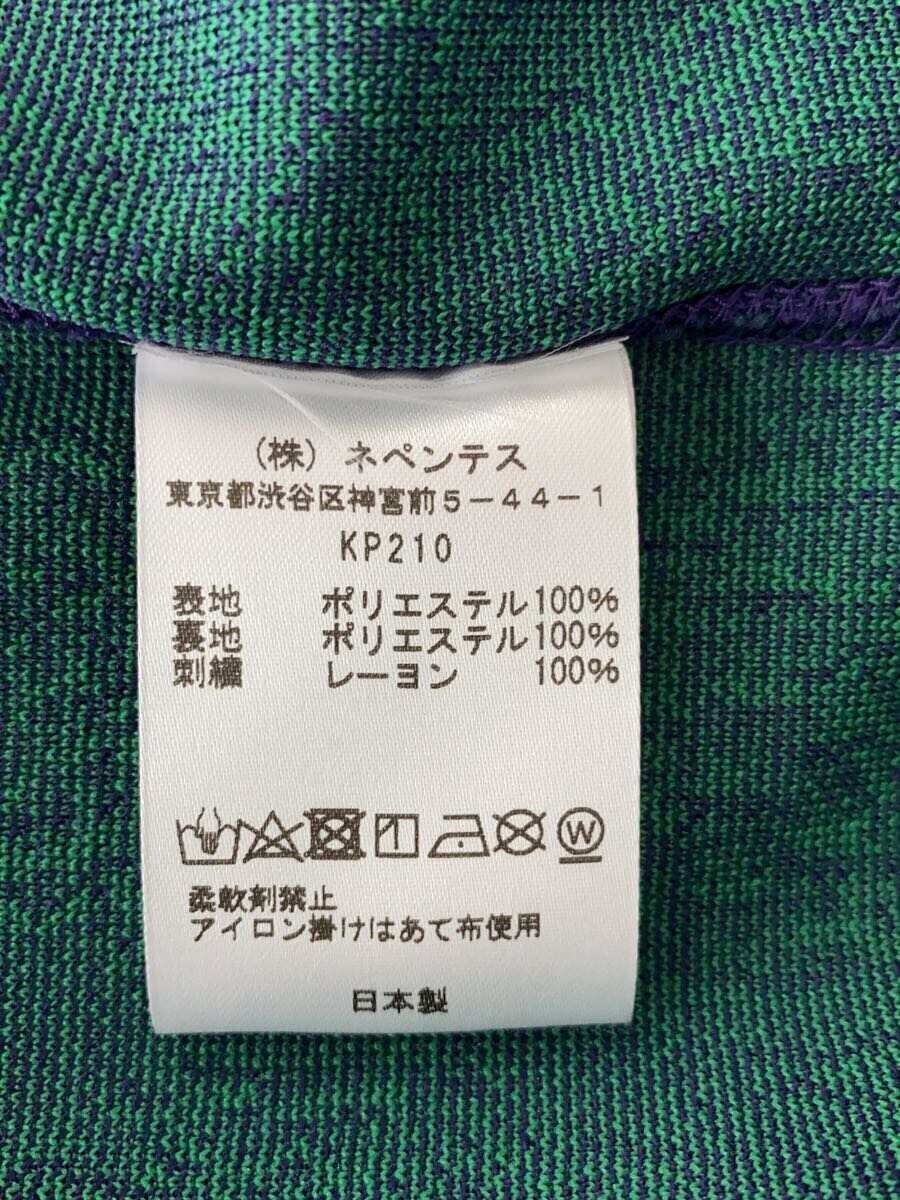 （株）ネペンテス
東京都渋谷区神宮前5－44－1
KP210
表地 ポリエステル100%
裏地 ポリエステル100%
刺繍 レーヨン 100%
W
柔軟剤禁止
アイロン掛けはあて布使用
日本製